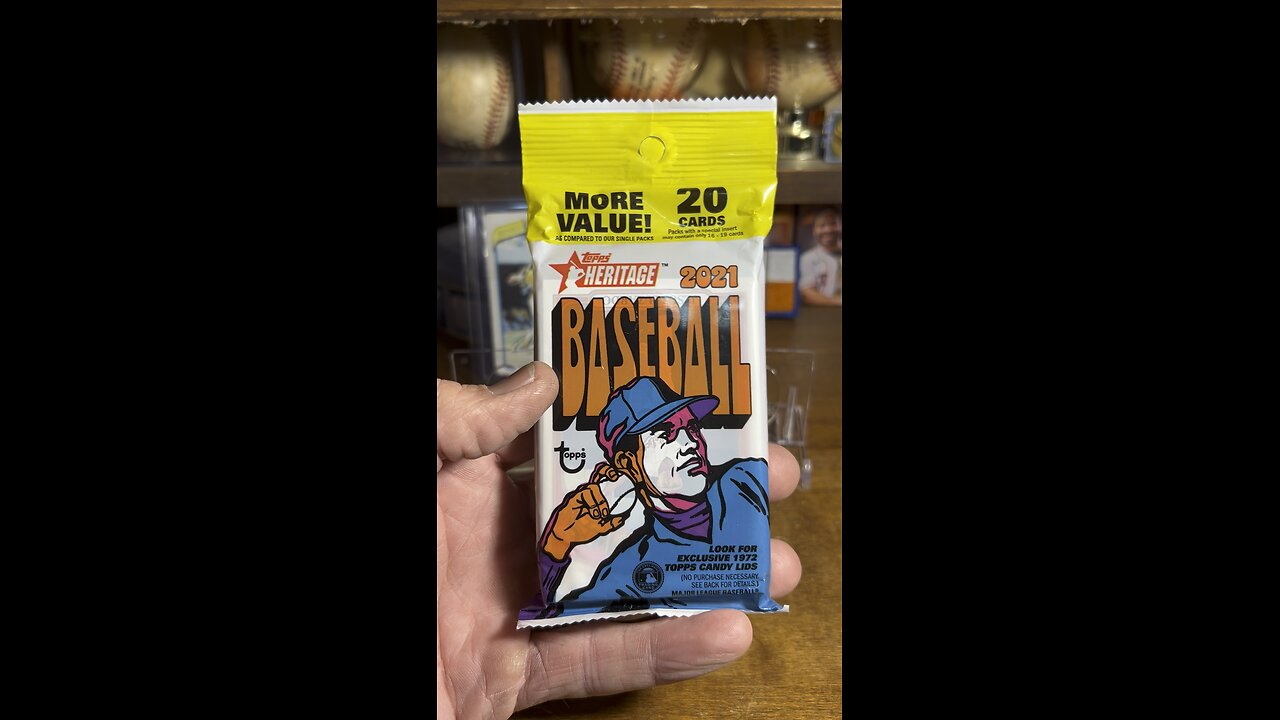 MORE
VALUE!
AS COMPARED TO OUR SINGLE PACKS
20
CARDS
Packs with a special insert
may contain only 16 - 19 cards
topps
HERITAGE™
2021
BASEBALL
topps
LOOK FOR
EXCLUSIVE 1972
TOPPS CANDY LIDS
(NO PURCHASE NECESSARY.
SEE BACK FOR DETAILS.)
MAJOR LEAGUE BASEBALL